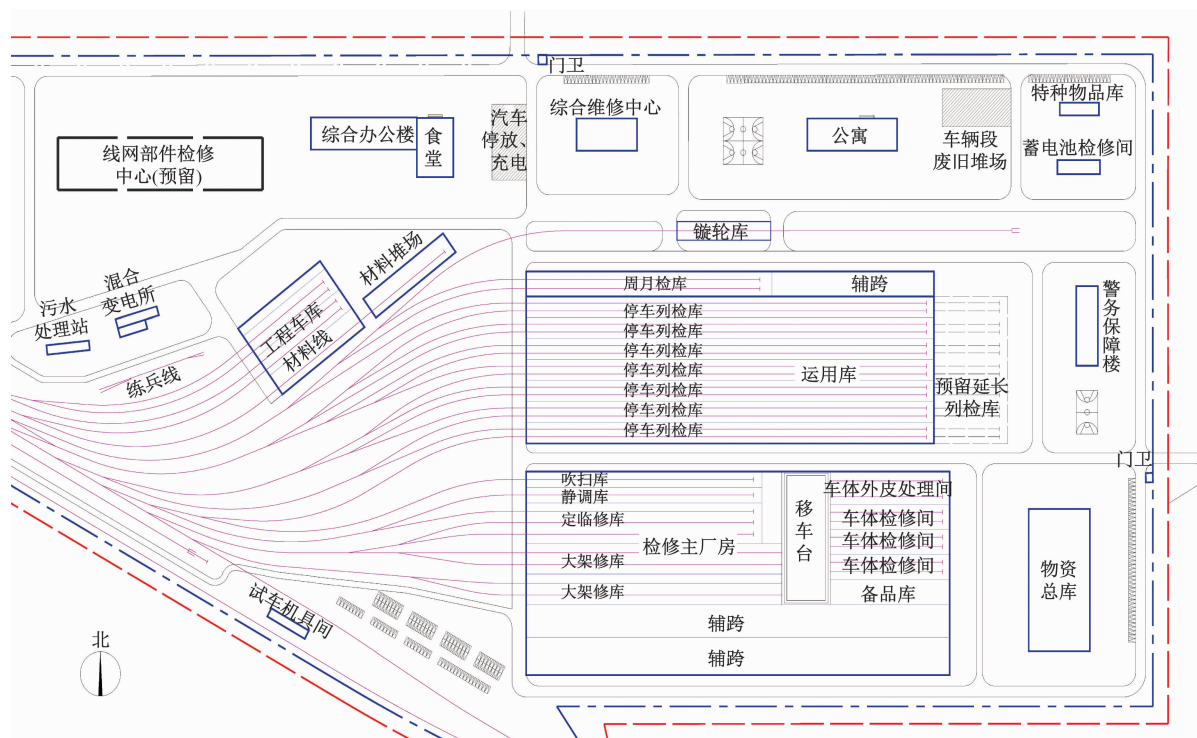 门卫
特种物品库
综合维修中心
汽车
停放、
充电
综合办公楼
食
堂
公寓
车辆段
废旧堆场
蓄电池检修间
线网部件检修
中心(预留)
镟轮库
材料堆场
混合
变电所
污水
处理站
工程车库
材料线
练兵线
周月检库
辅跨
停车列检库
停车列检库
停车列检库
停车列检库
停车列检库
停车列检库
停车列检库
运用库
预留延长
列检库
警
务
保
障
楼
门卫
吹扫库
静调库
定临修库
检修主厂房
大架修库
大架修库
移
车
台
车体外皮处理间
车体检修间
车体检修间
车体检修间
备品库
辅跨
辅跨
物资
总库
试车机具间
北